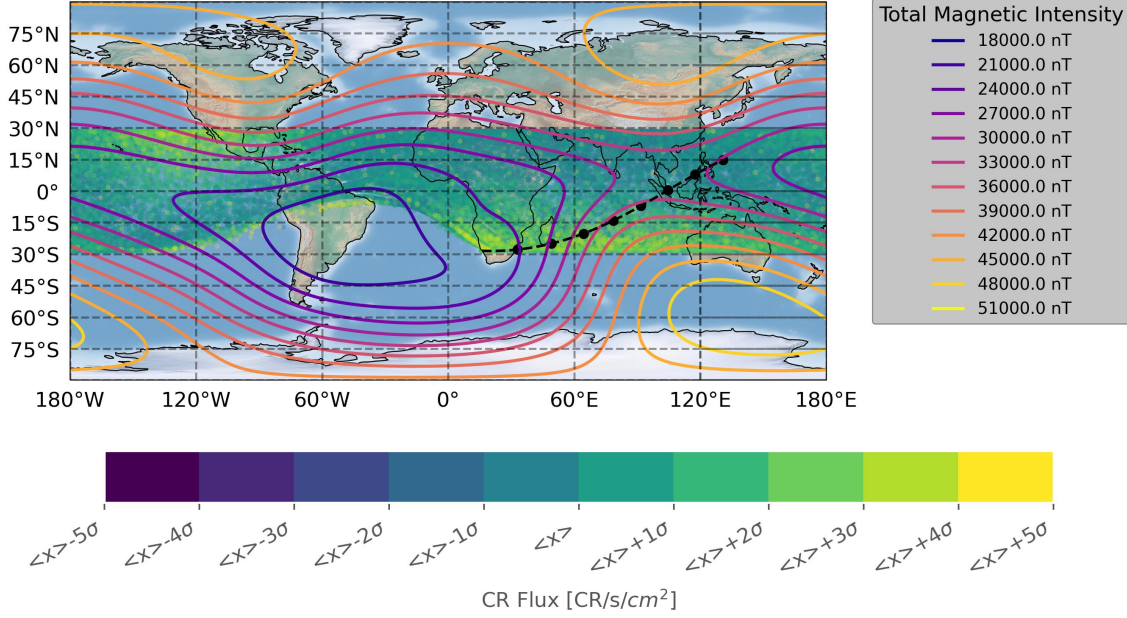 Total Magnetic Intensity
18000.0 nT
21000.0 nT
24000.0 nT
27000.0 nT
30000.0 nT
33000.0 nT
36000.0 nT
39000.0 nT
42000.0 nT
45000.0 nT
48000.0 nT
51000.0 nT
75°N
60°N
45°N
30°N
15°N
0°
15°S
30°S
45°S
60°S
75°S
180°W 120°W 60°W 0° 60°E 120°E 180°E
<x>-5σ <x>-4σ <x>-3σ <x>-2σ <x>-1σ <x> <x>+1σ <x>+2σ <x>+3σ <x>+4σ <x>+5σ
CR Flux [CR/s/cm²]